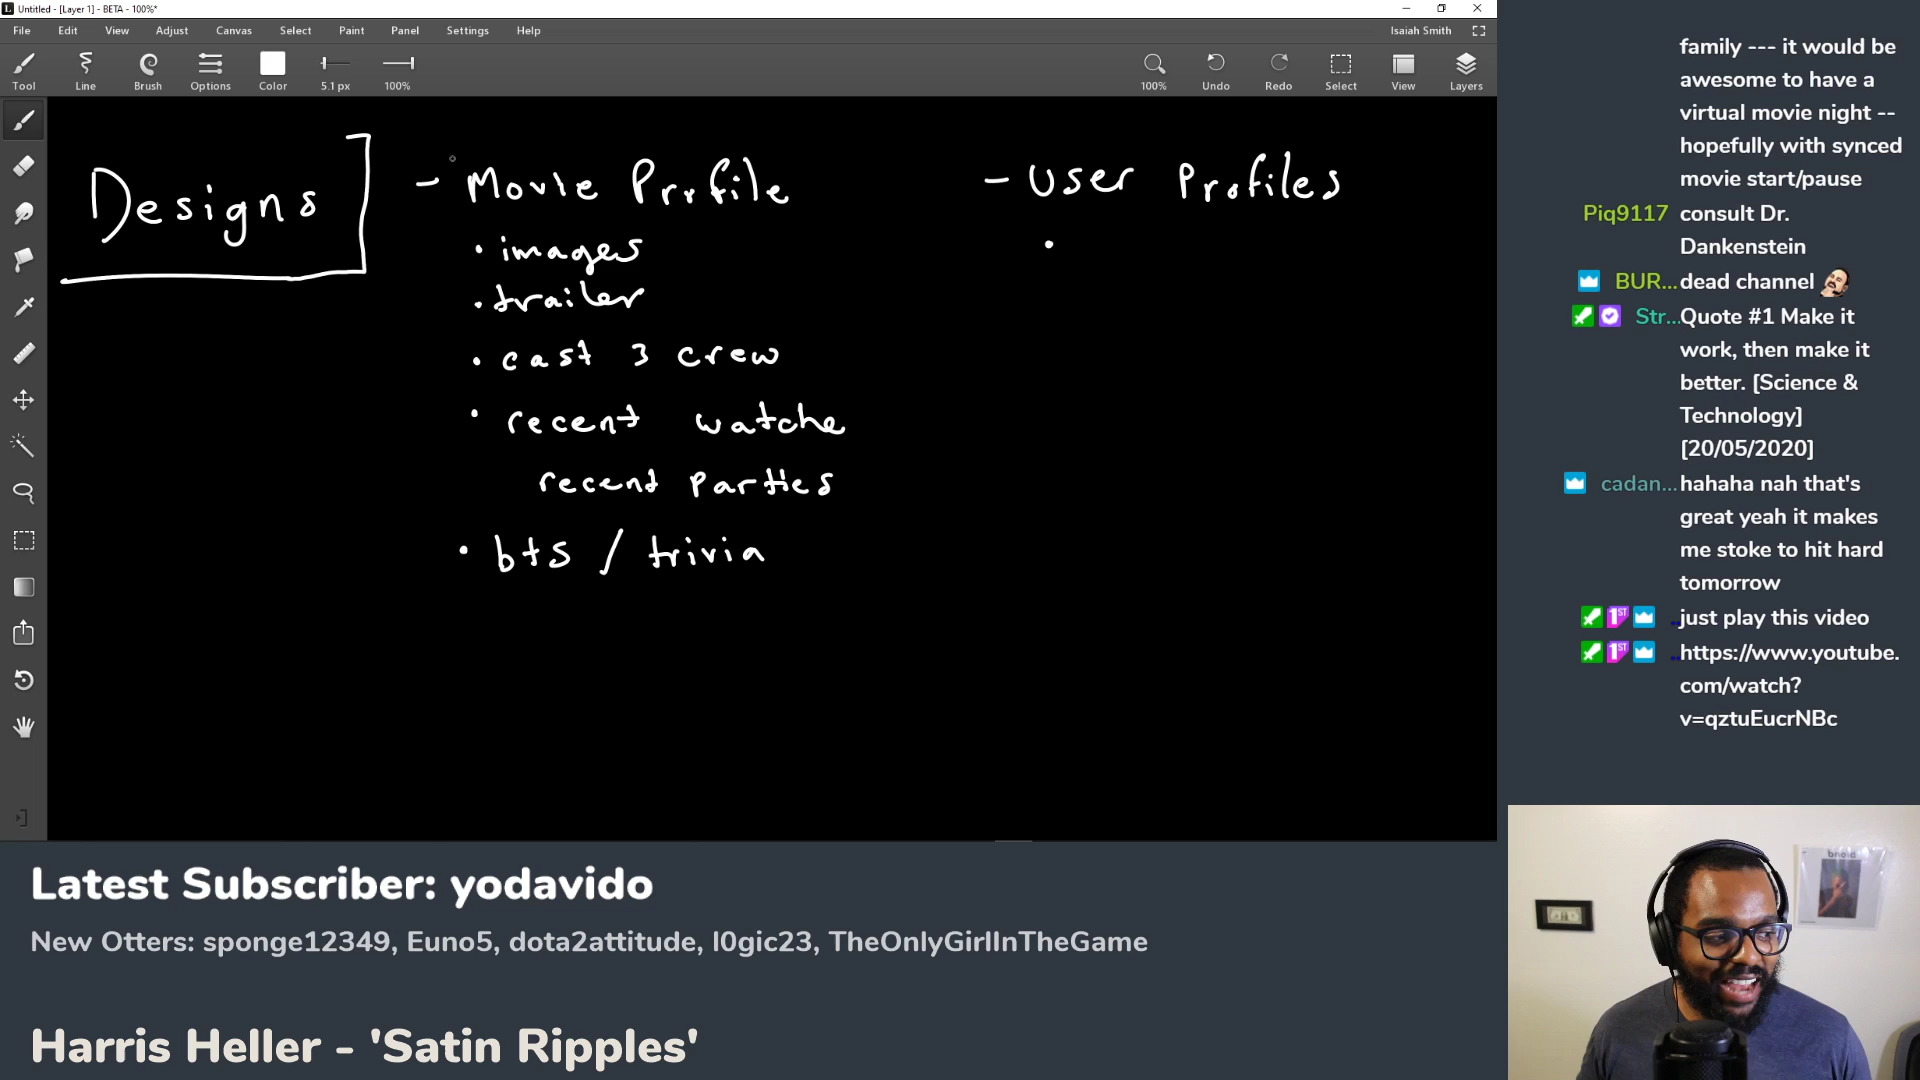 Untitled - [Layer 1] - BETA - 100%*
File Edit View Adjust Canvas Select Paint Panel Settings Help Isaiah Smith
Tool Line Brush Options Color 5.1 px 100% 100% Undo Redo Select View Layers
Designs
- Movie Profile
• images
• trailer
• cast 3 crew
• recent watche
recent parties
• bts / trivia
- User Profiles
•
family --- it would be
awesome to have a
virtual movie night --
hopefully with synced
movie start/pause
Piq9117 consult Dr.
Dankenstein
BUR... dead channel
Str... Quote #1 Make it
work, then make it
better. [Science &
Technology]
[20/05/2020]
cadan... hahaha nah that's
great yeah it makes
me stoke to hit hard
tomorrow
1ST .. just play this video
1ST .. https://www.youtube.
com/watch?
v=qztuEucrNBc
Latest Subscriber: yodavido
New Otters: sponge12349, Euno5, dota2attitude, l0gic23, TheOnlyGirlInTheGame
Harris Heller - 'Satin Ripples'